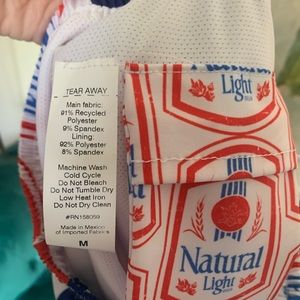 TEAR AWAY
Main fabric:
91% Recycled
Polyester
9% Spandex
Lining:
92% Polyester
8% Spandex
Machine Wash
Cold Cycle
Do Not Bleach
Do Not Tumble Dry
Low Heat Iron
Do Not Dry Clean
#RN158059
Made in Mexico
of Imported Fabrics
M
Natural
Light
Natural
Light